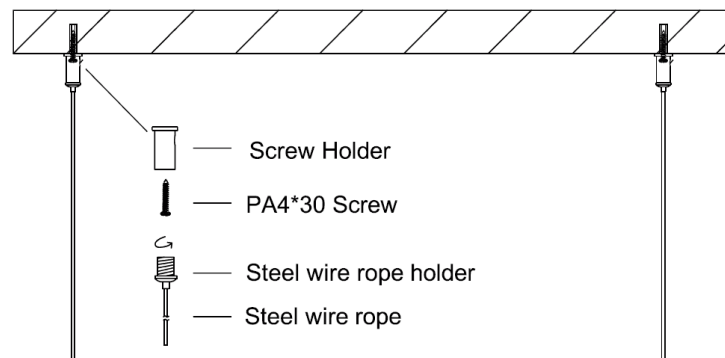 Screw Holder
PA4*30 Screw
Steel wire rope holder
Steel wire rope